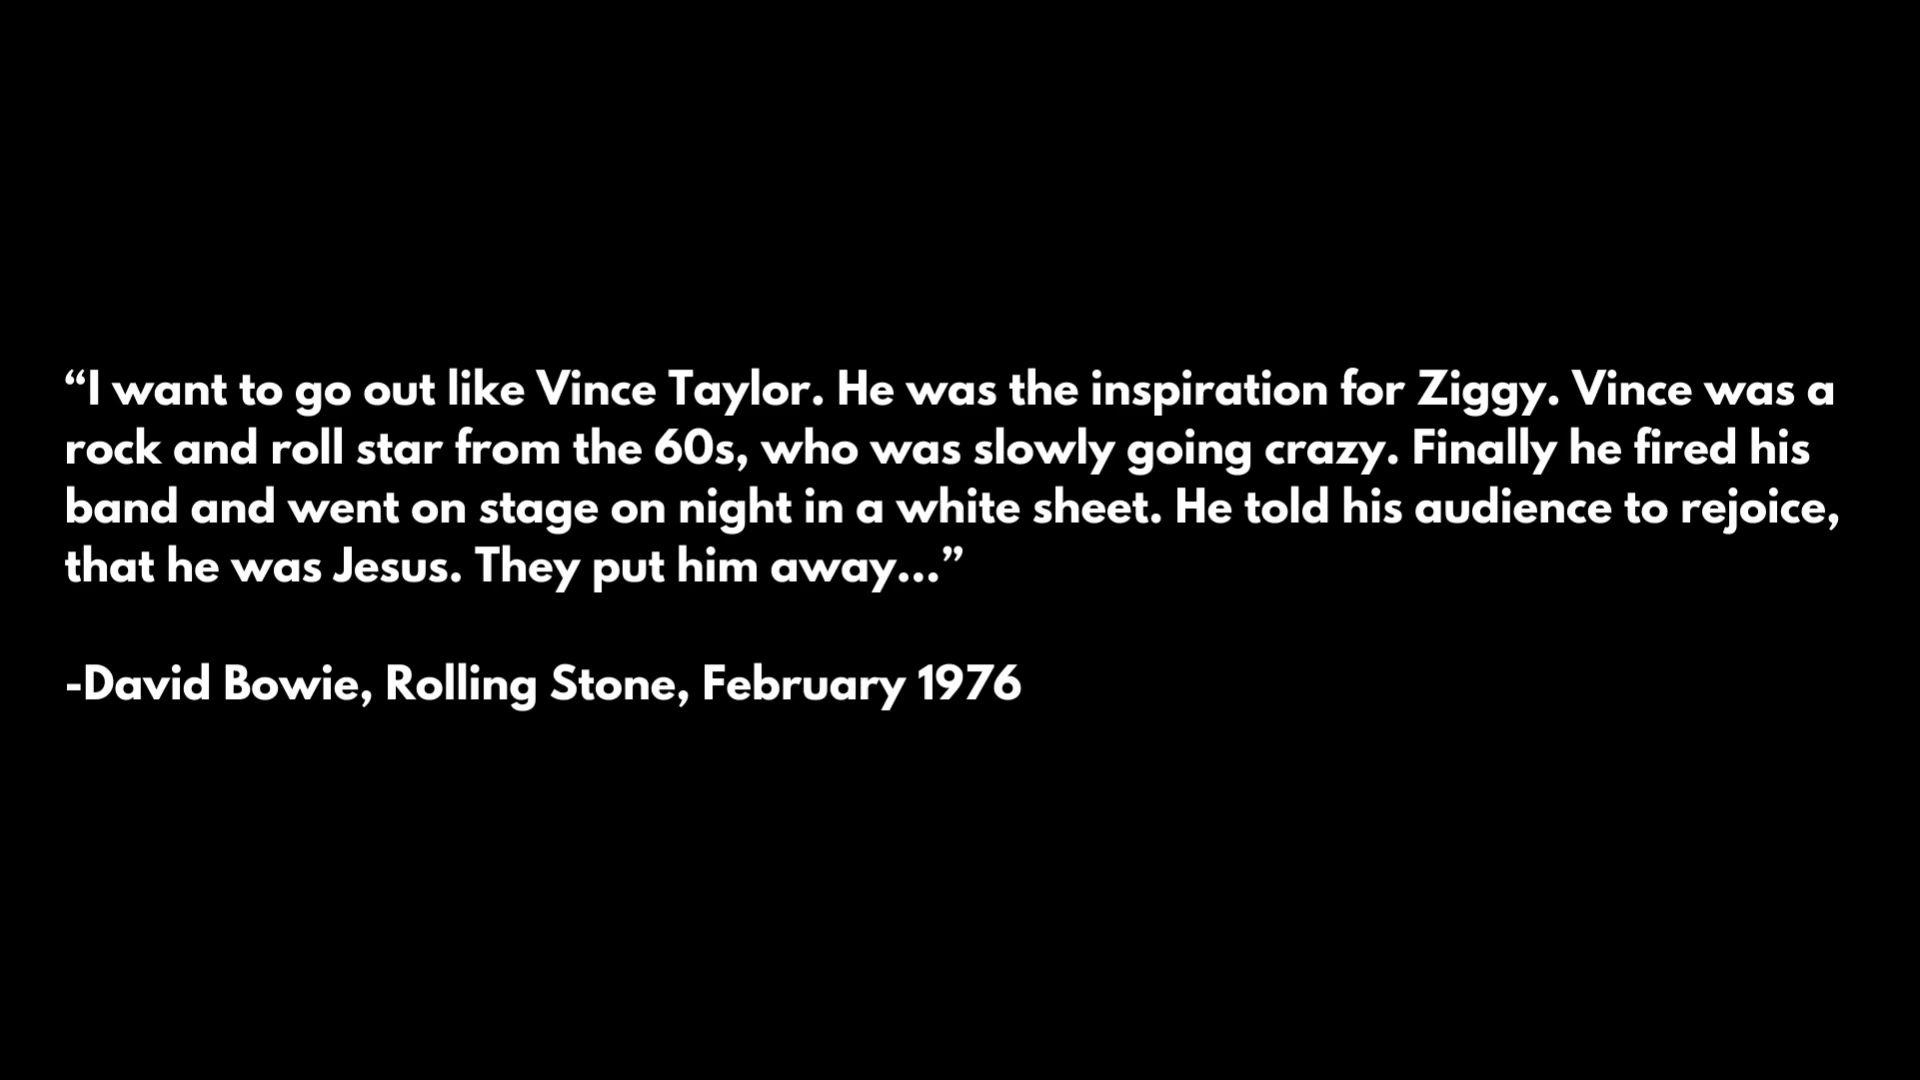 “I want to go out like Vince Taylor. He was the inspiration for Ziggy. Vince was a
rock and roll star from the 60s, who was slowly going crazy. Finally he fired his
band and went on stage on night in a white sheet. He told his audience to rejoice,
that he was Jesus. They put him away...”
-David Bowie, Rolling Stone, February 1976